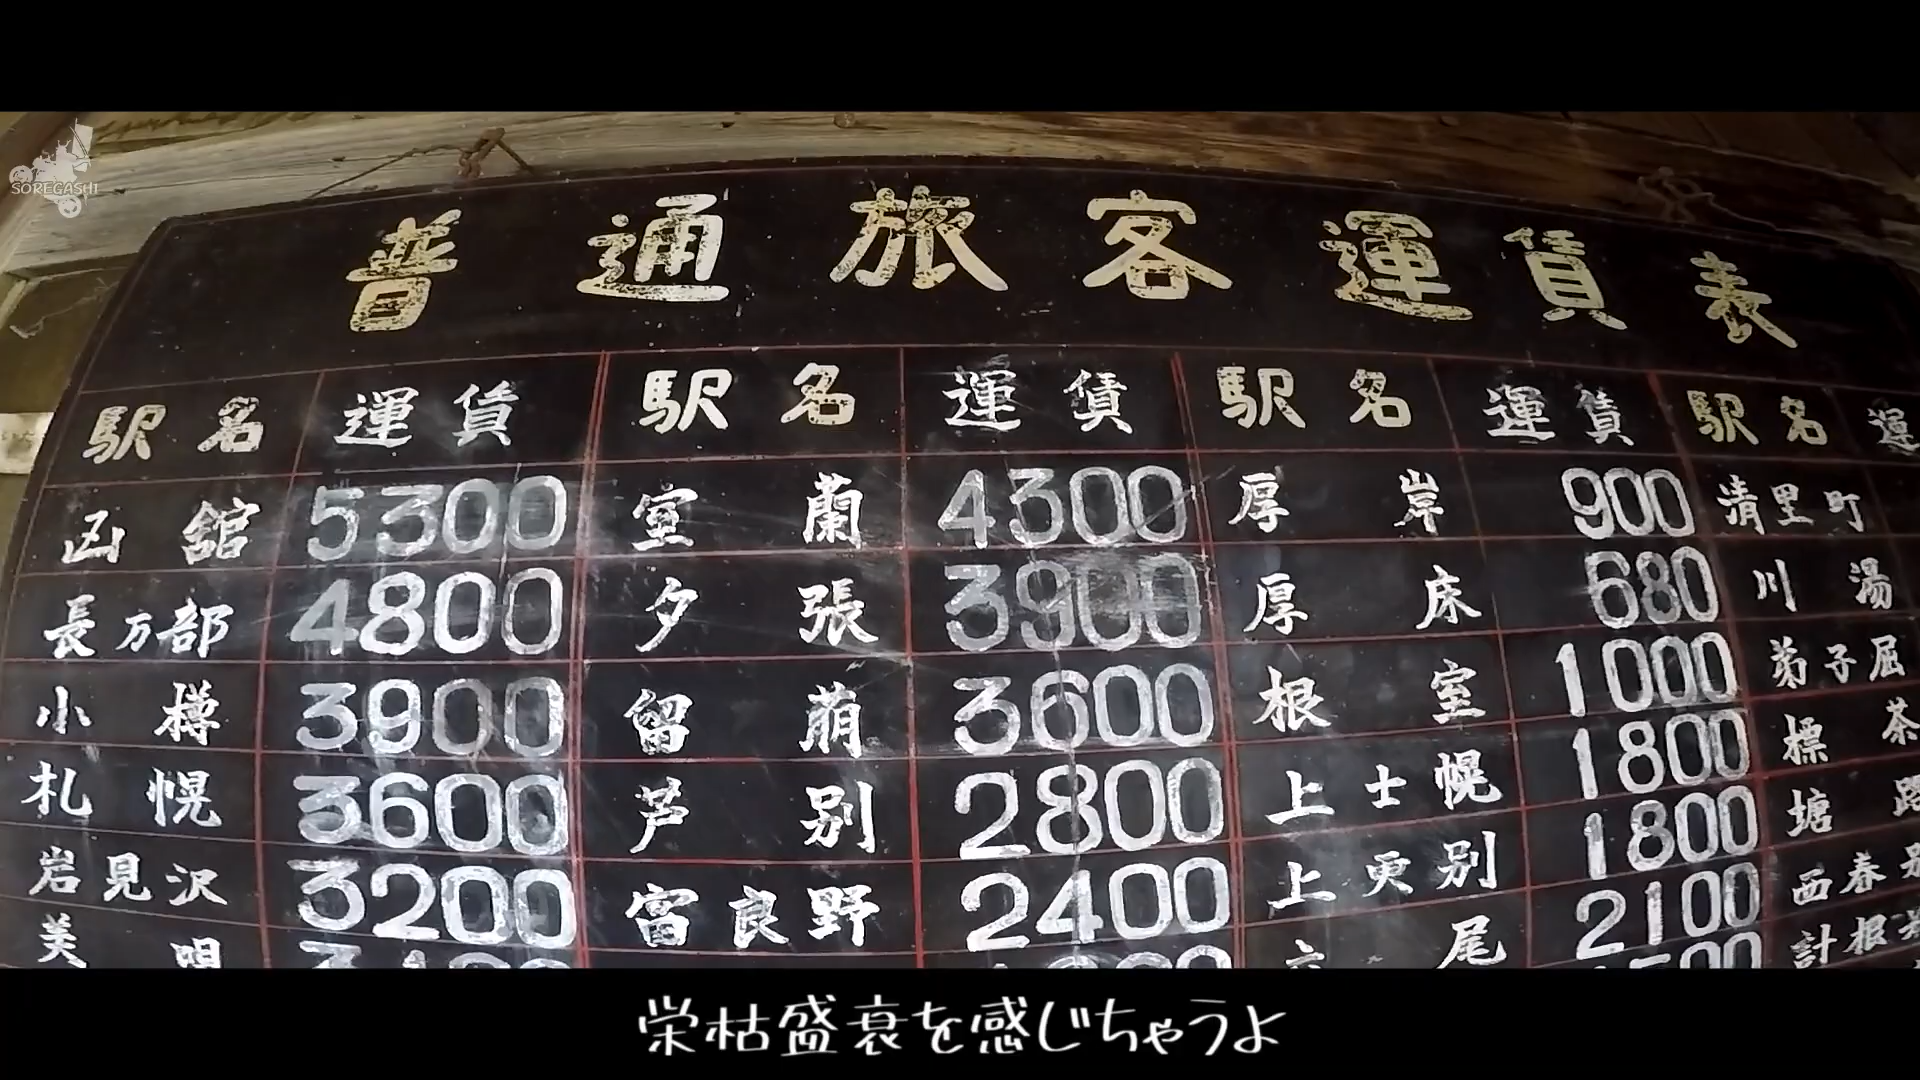 SOREGASHI
普通旅客運賃表
駅名 運賃 駅名 運賃 駅名 運賃 駅名 運
函舘 5300 室蘭 4300 厚岸 900 清里町
長万部 4800 夕張 3900 厚床 680 川湯
小樽 3900 留萠 3600 根室 1000 弟子屈
札幌 3600 芦別 2800 上士幌 1800 標茶
岩見沢 3200 富良野 2400 上更別 1800 塘路
美唄 尾 2100 西春別
計根
栄枯盛衰を感じちゃうよ